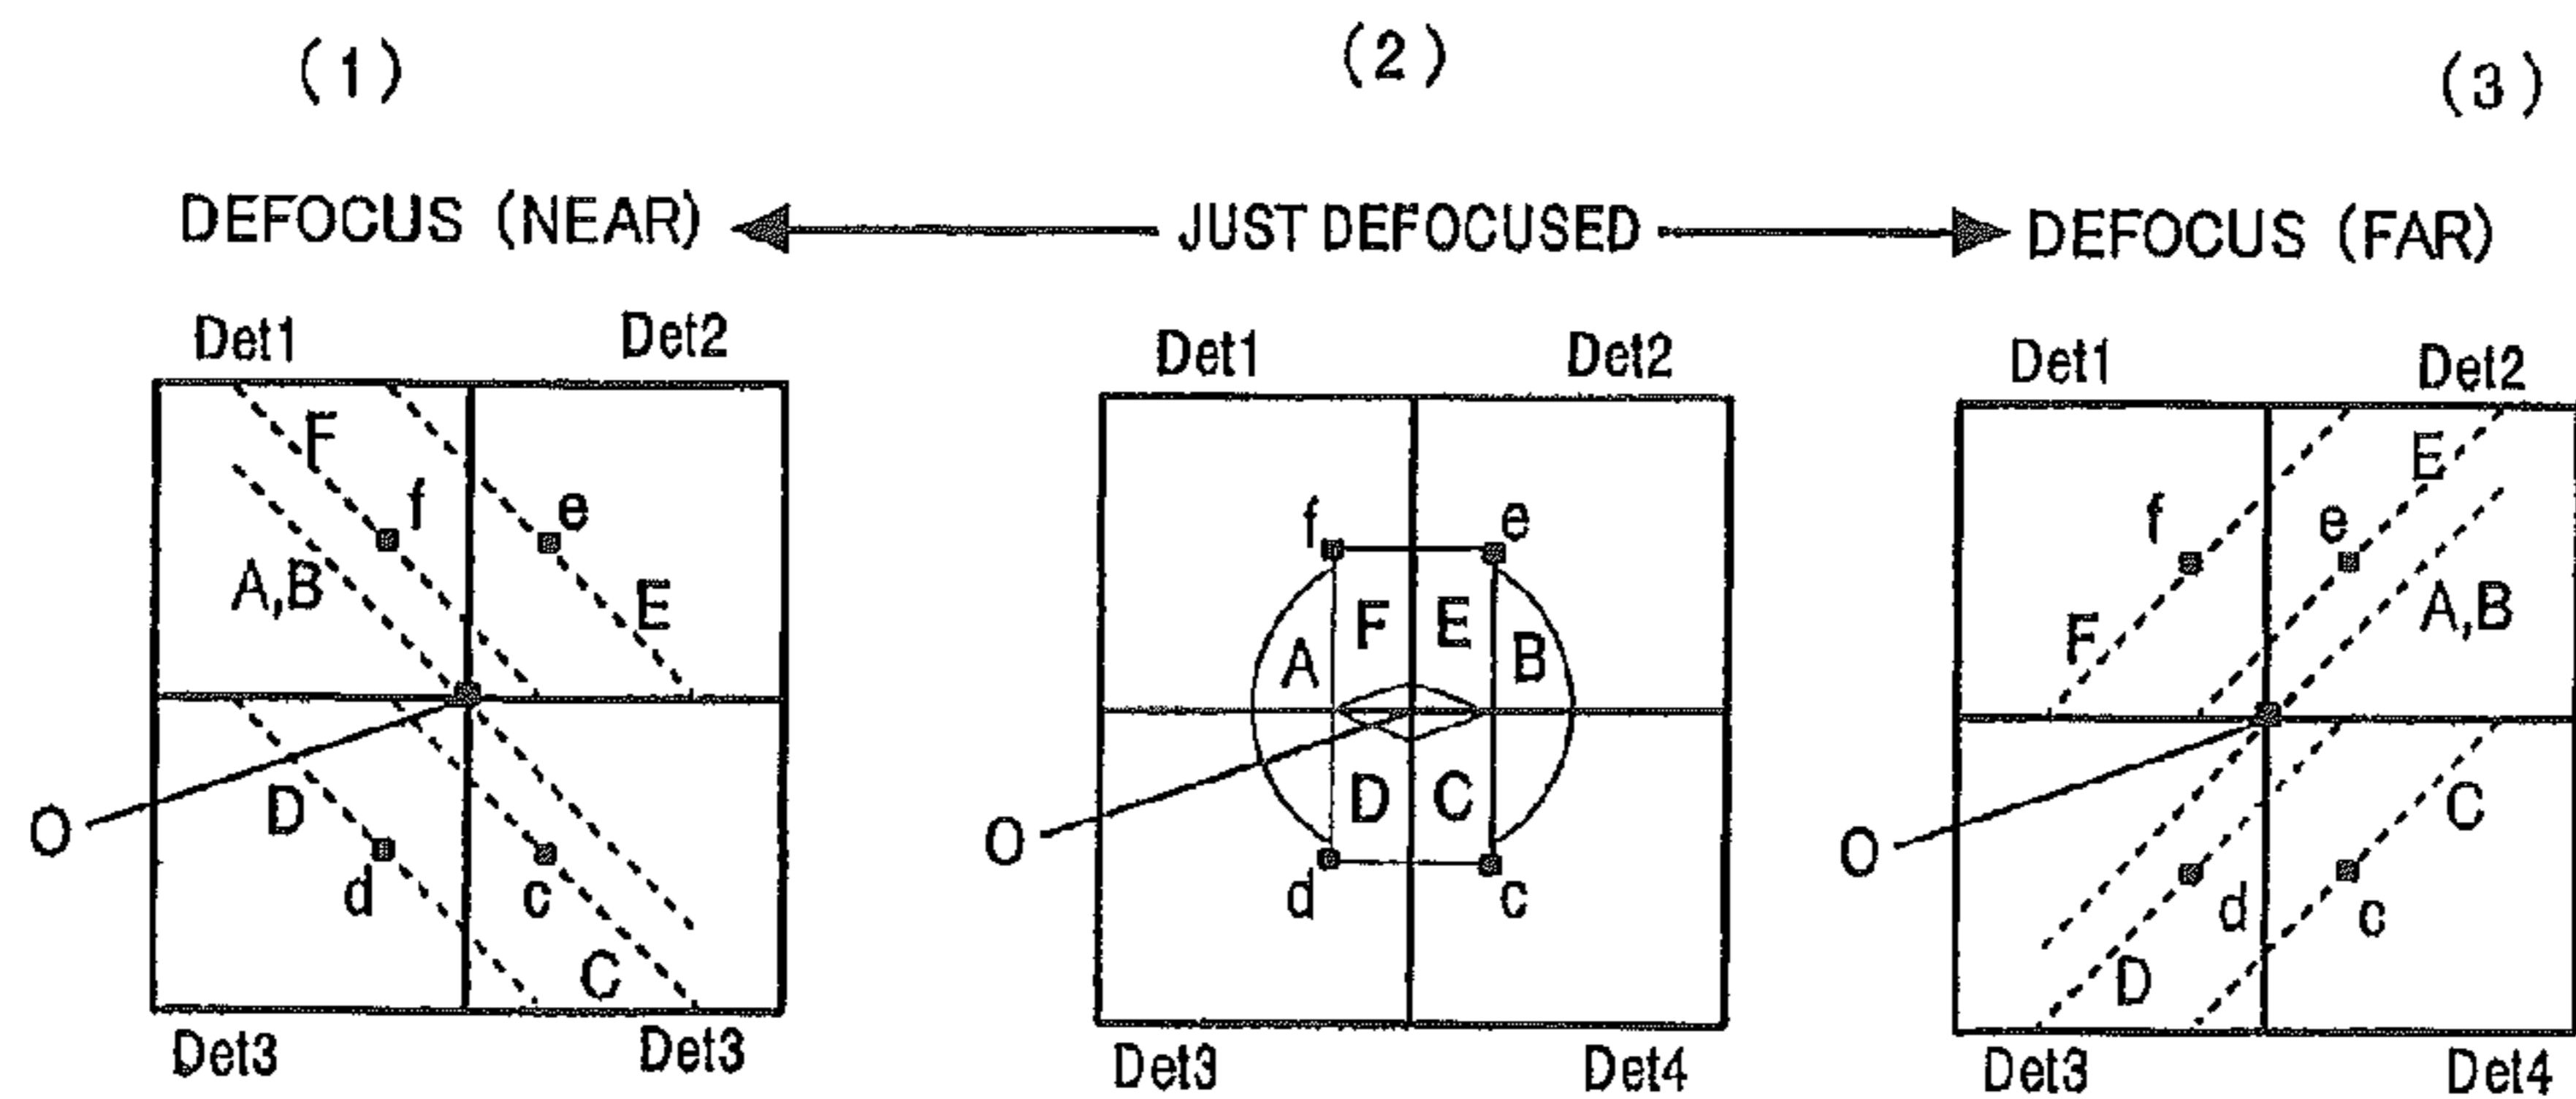 (1)
(2)
(3)
DEFOCUS (NEAR)
JUST DEFOCUSED
DEFOCUS (FAR)
Det1 Det2
F
f
e
A,B
E
D
d
c
C
O
Det3 Det3
Det1 Det2
f
e
A
F
E
B
D
C
O
d
c
Det3 Det4
Det1 Det2
E
f
e
A,B
F
C
O
d
c
D
Det3 Det4